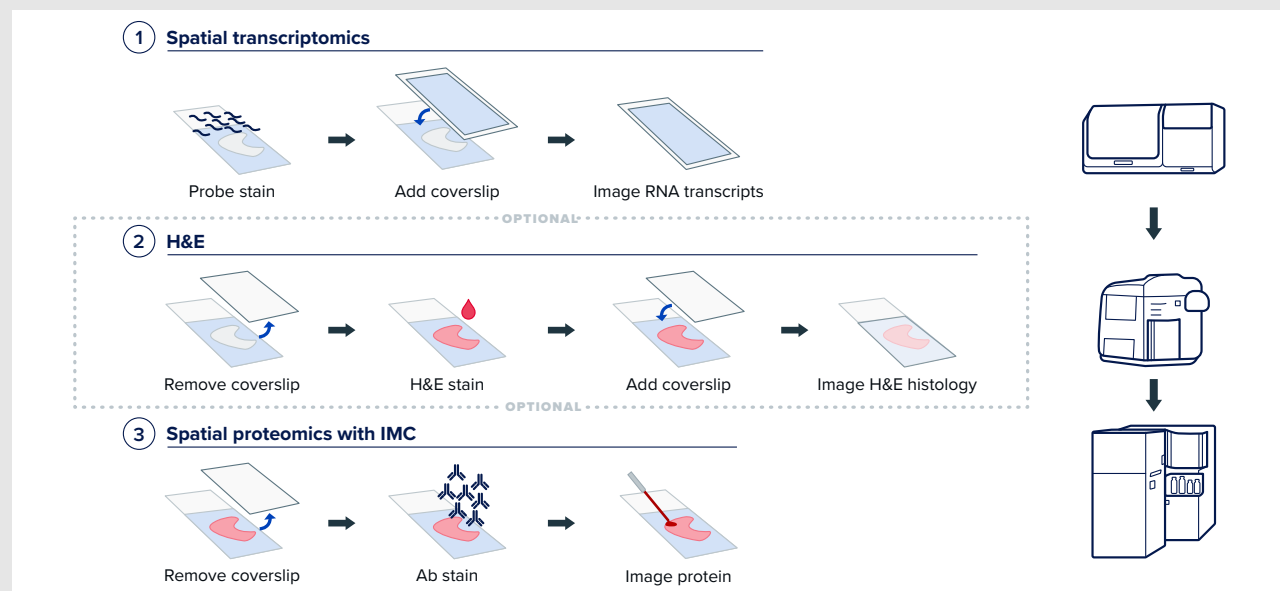 1 Spatial transcriptomics
Probe stain
Add coverslip
Image RNA transcripts
OPTIONAL
2 H&E
Remove coverslip
H&E stain
Add coverslip
Image H&E histology
OPTIONAL
3 Spatial proteomics with IMC
Remove coverslip
Ab stain
Image protein